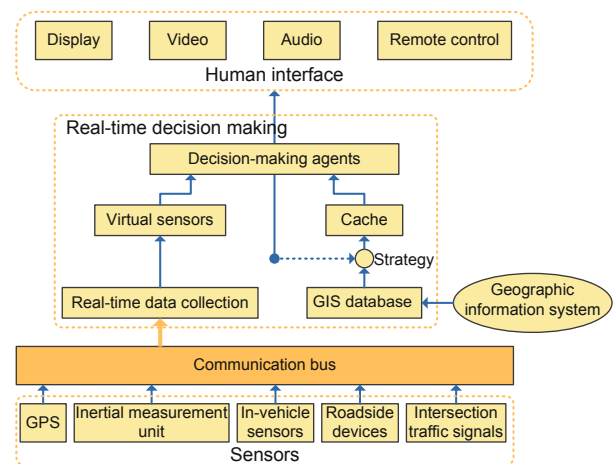 Display
Video
Audio
Remote control
Human interface
Real-time decision making
Decision-making agents
Virtual sensors
Cache
Strategy
Real-time data collection
GIS database
Geographic
information system
Communication bus
GPS
Inertial measurement
unit
In-vehicle
sensors
Roadside
devices
Intersection
traffic signals
Sensors